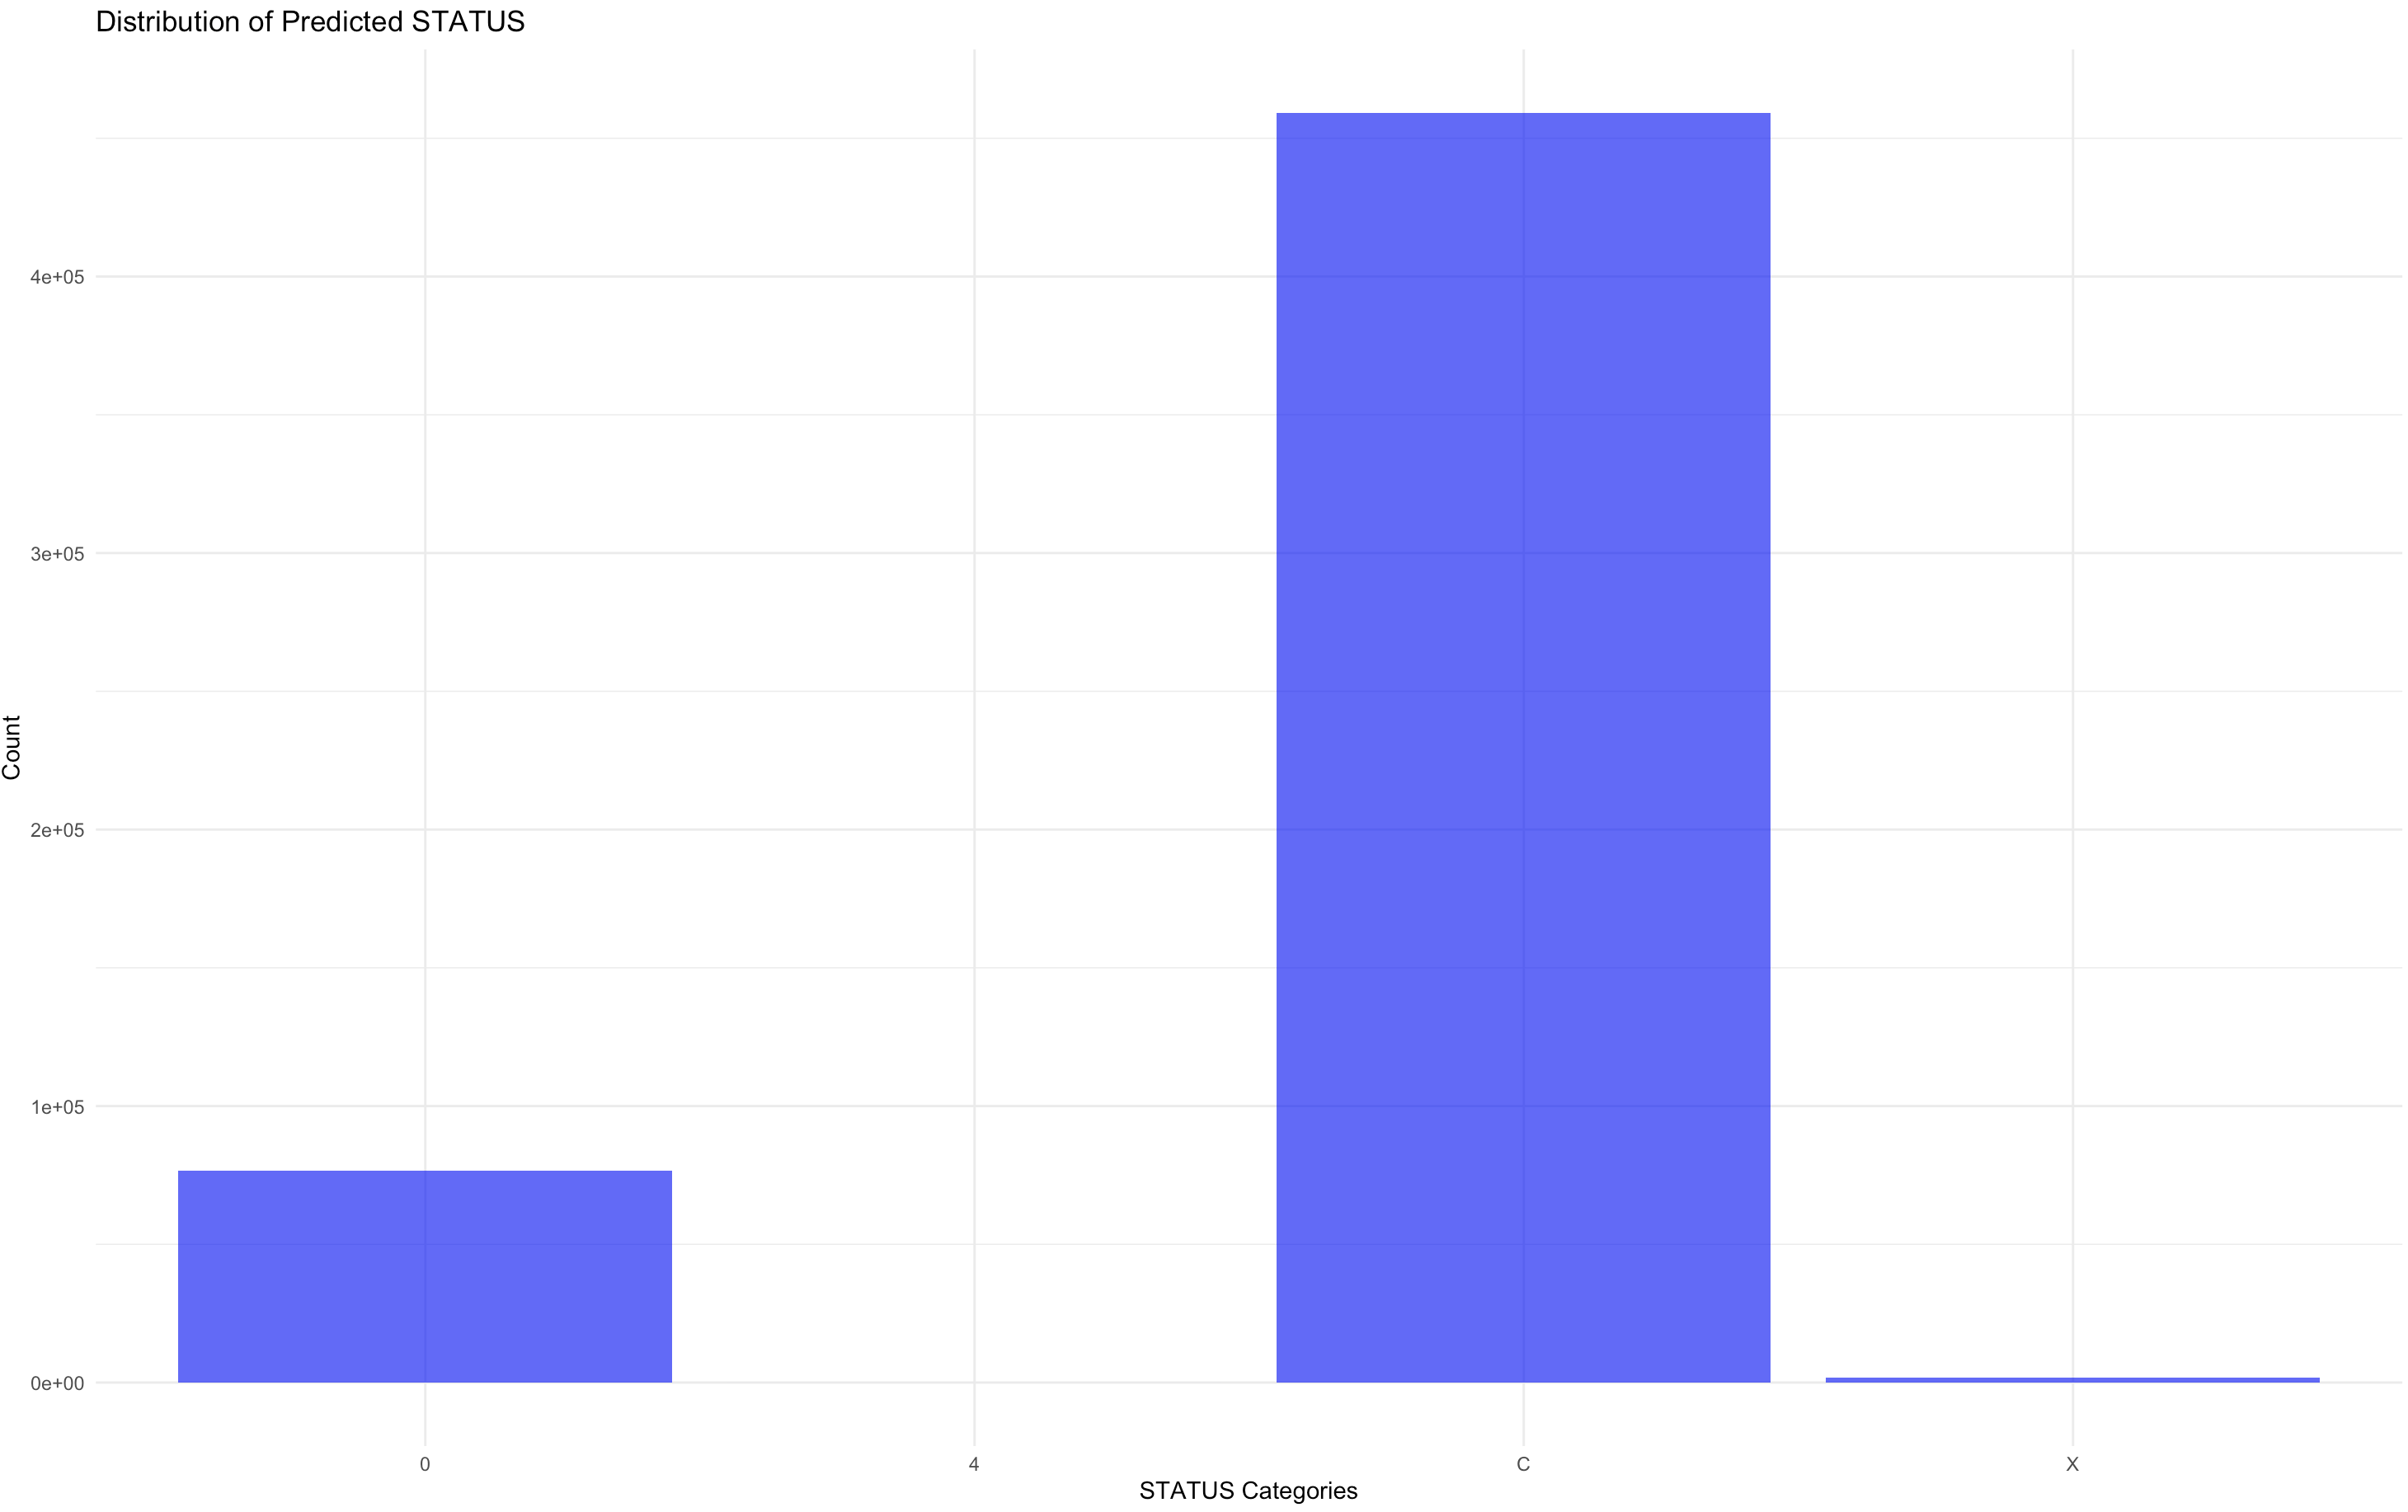 Distribution of Predicted STATUS
Count
4e+05
3e+05
2e+05
1e+05
0e+00
0 4 C X
STATUS Categories